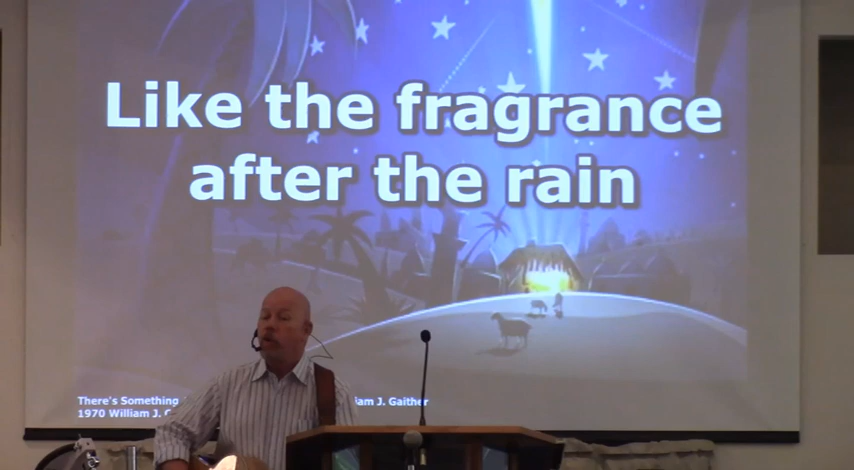 Like the fragrance
after the rain
There's Something iam J. Gaither
1970 William J. G